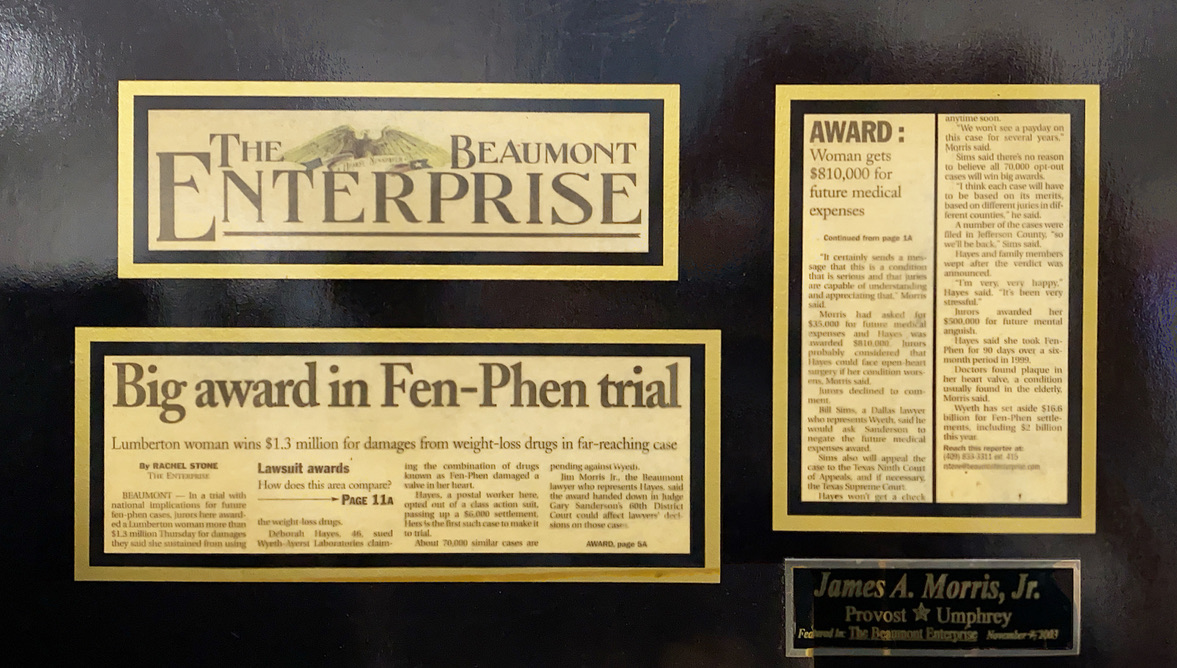 THE BEAUMONT
ENTERPRISE
Big award in Fen-Phen trial
Lumberton woman wins $1.3 million for damages from weight-loss drugs in far-reaching case
By RACHEL STONE
THE ENTERPRISE
BEAUMONT — In a trial with
national implications for future
fen-phen cases, jurors here award-
ed a Lumberton woman more than
$1.3 million Thursday for damages
they said she sustained from using
Lawsuit awards
How does this area compare?
PAGE 11A
the weight-loss drugs.
Deborah Hayes, 46, sued
Wyeth-Ayerst Laboratories claim-
ing the combination of drugs
known as Fen-Phen damaged a
valve in her heart.
Hayes, a postal worker here,
opted out of a class action suit,
passing up a $6,000 settlement.
Hers is the first such case to make it
to trial.
About 70,000 similar cases are
pending against Wyeth.
Jim Morris Jr., the Beaumont
lawyer who represents Hayes, said
the award handed down in Judge
Gary Sanderson's 60th District
Court could affect lawyers' deci-
sions on those cases.
AWARD, page 5A
AWARD:
Woman gets
$810,000 for
future medical
expenses
Continued from page 1A
"It certainly sends a mes-
sage that this is a condition
that is serious and that juries
are capable of understanding
and appreciating that," Morris
said.
Morris had asked for
$35,000 for future medical
expenses and Hayes was
awarded $810,000. Jurors
probably considered that
Hayes could face open-heart
surgery if her condition wors-
ens, Morris said.
Jurors declined to com-
ment.
Bill Sims, a Dallas lawyer
who represents Wyeth, said he
would ask Sanderson to
negate the future medical
expenses award.
Sims also will appeal the
case to the Texas Ninth Court
of Appeals, and if necessary,
the Texas Supreme Court.
Hayes won't get a check
anytime soon.
"We won't see a payday on
this case for several years,"
Morris said.
Sims said there's no reason
to believe all 70,000 opt-out
cases will win big awards.
"I think each case will have
to be based on its merits,
based on different juries in dif-
ferent counties," he said.
A number of the cases were
filed in Jefferson County, "so
we'll be back," Sims said.
Hayes and family members
wept after the verdict was
announced.
"I'm very, very happy,"
Hayes said. "It's been very
stressful."
Jurors awarded her
$500,000 for future mental
anguish.
Hayes said she took Fen-
Phen for 90 days over a six-
month period in 1999.
Doctors found plaque in
her heart valve, a condition
usually found in the elderly,
Morris said.
Wyeth has set aside $16.6
billion for Fen-Phen settle-
ments, including $2 billion
this year.
Reach this reporter at:
(409) 833-3311 ext. 415
James A. Morris, Jr.
Provost Umphrey
Featured in: The Beaumont Enterprise November 2003